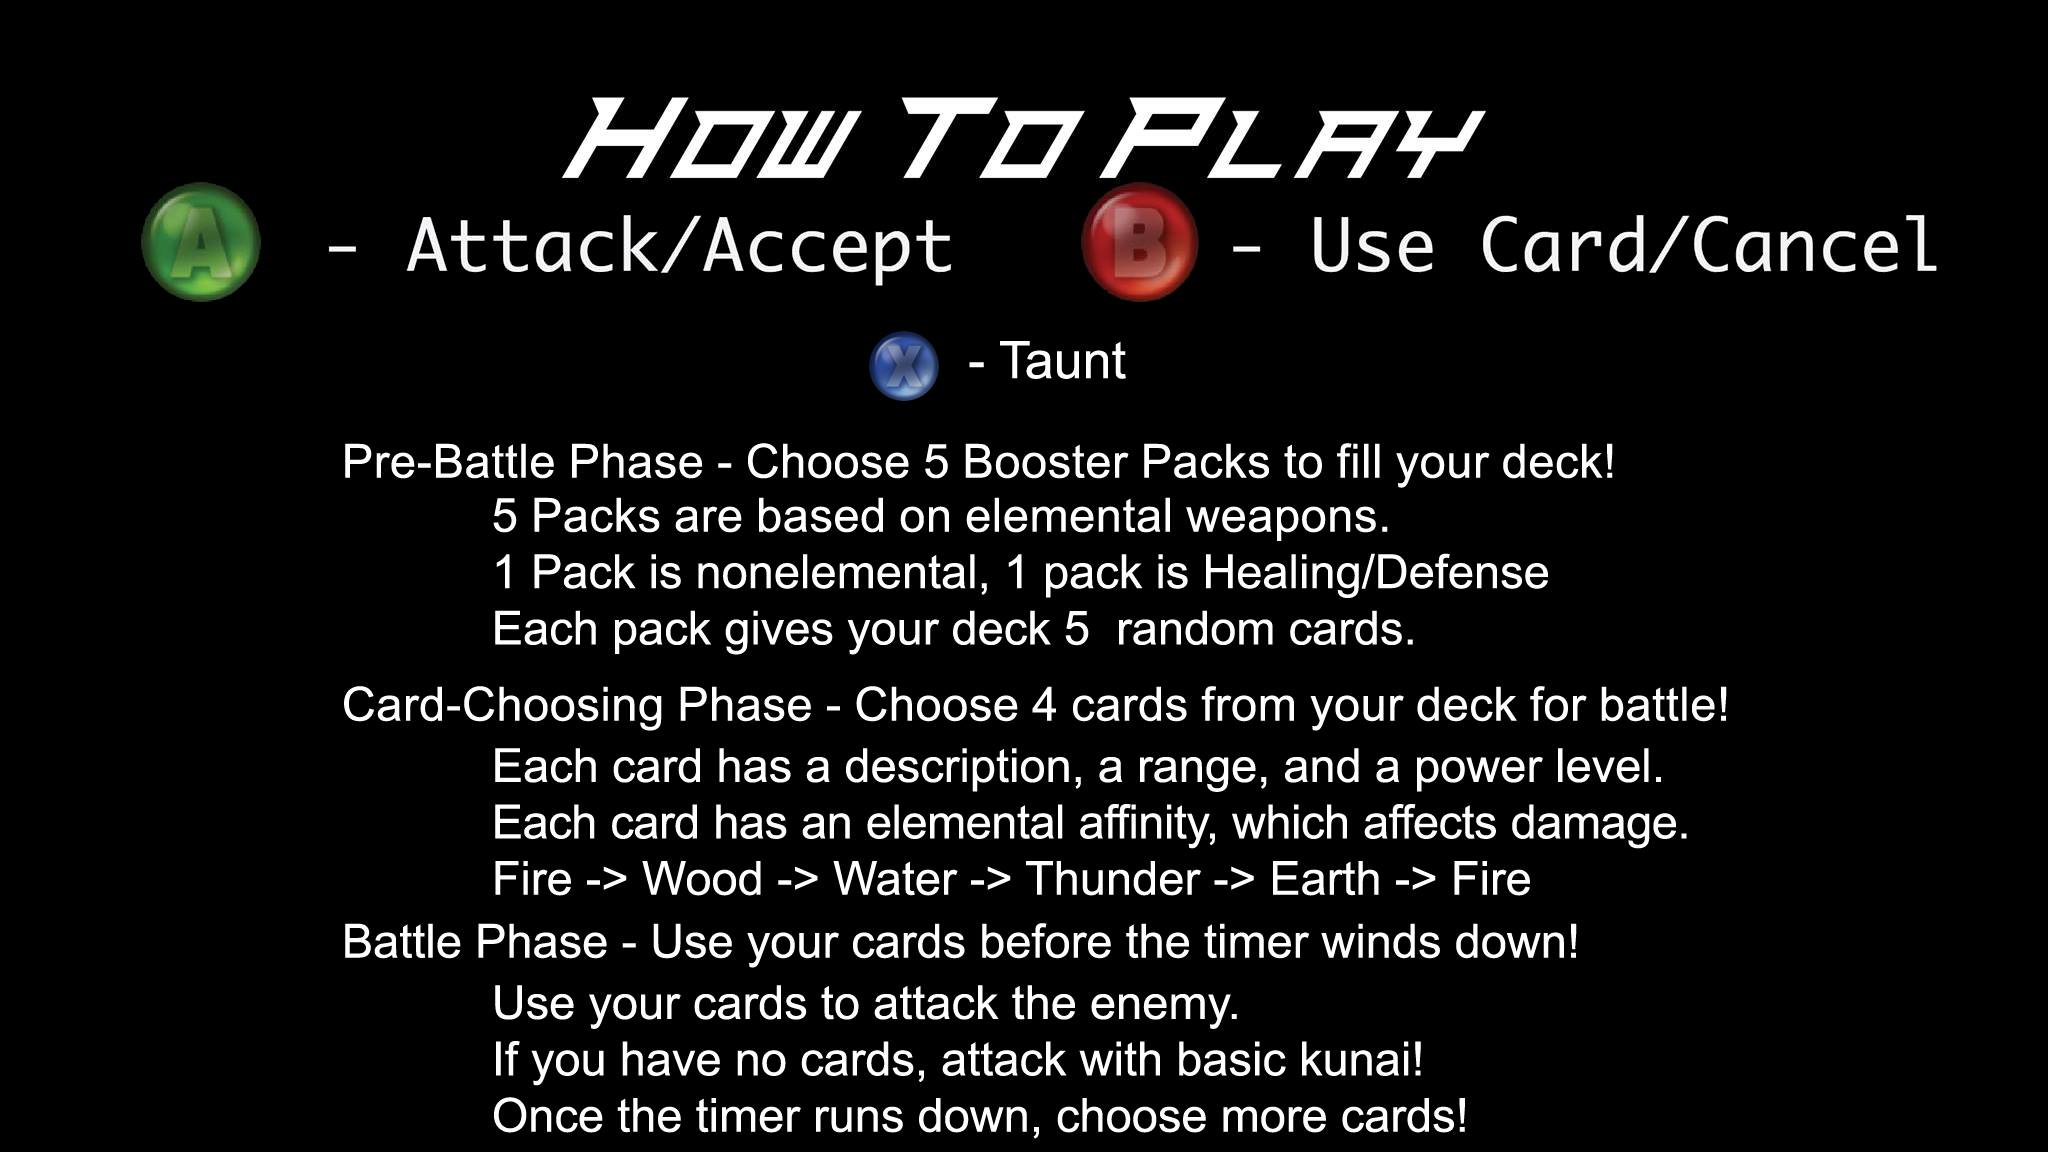 How To Play
A - Attack/Accept B - Use Card/Cancel
X - Taunt
Pre-Battle Phase - Choose 5 Booster Packs to fill your deck!
5 Packs are based on elemental weapons.
1 Pack is nonelemental, 1 pack is Healing/Defense
Each pack gives your deck 5  random cards.
Card-Choosing Phase - Choose 4 cards from your deck for battle!
Each card has a description, a range, and a power level.
Each card has an elemental affinity, which affects damage.
Fire -> Wood -> Water -> Thunder -> Earth -> Fire
Battle Phase - Use your cards before the timer winds down!
Use your cards to attack the enemy.
If you have no cards, attack with basic kunai!
Once the timer runs down, choose more cards!